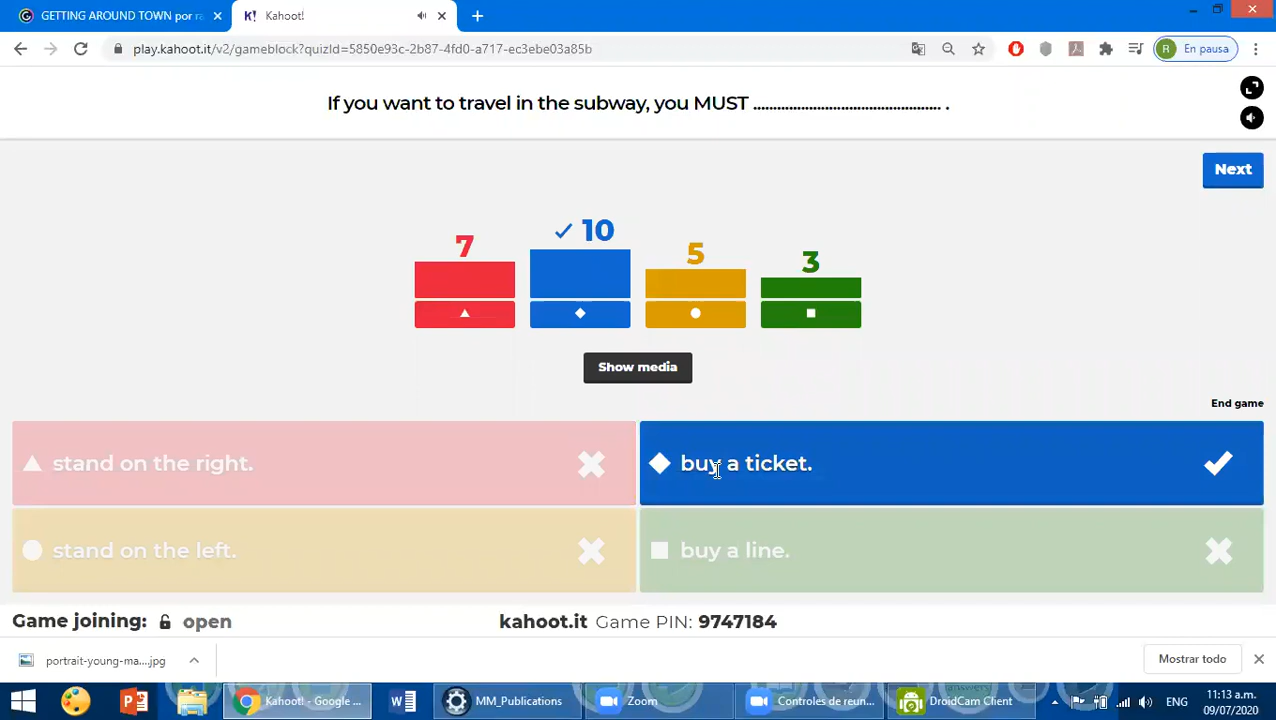 GETTING AROUND TOWN por ra
K! Kahoot!
play.kahoot.it/v2/gameblock?quizId=5850e93c-2b87-4fd0-a717-ec3ebe03a85b
R En pausa
If you want to travel in the subway, you MUST ............................................. .
Next
7
10
5
3
Show media
End game
stand on the right.
buy a ticket.
stand on the left.
buy a line.
Game joining: open
kahoot.it Game PIN: 9747184
portrait-young-ma....jpg
Mostrar todo
Kahoot! - Google ...
MM_Publications
Zoom
Controles de reun...
DroidCam Client
ENG
11:13 a.m.
09/07/2020